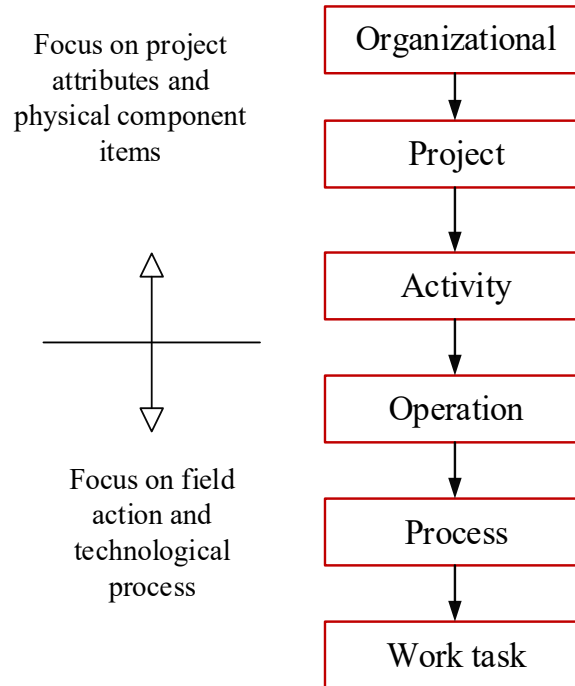 Focus on project
attributes and
physical component
items
Focus on field
action and
technological
process
Organizational
Project
Activity
Operation
Process
Work task